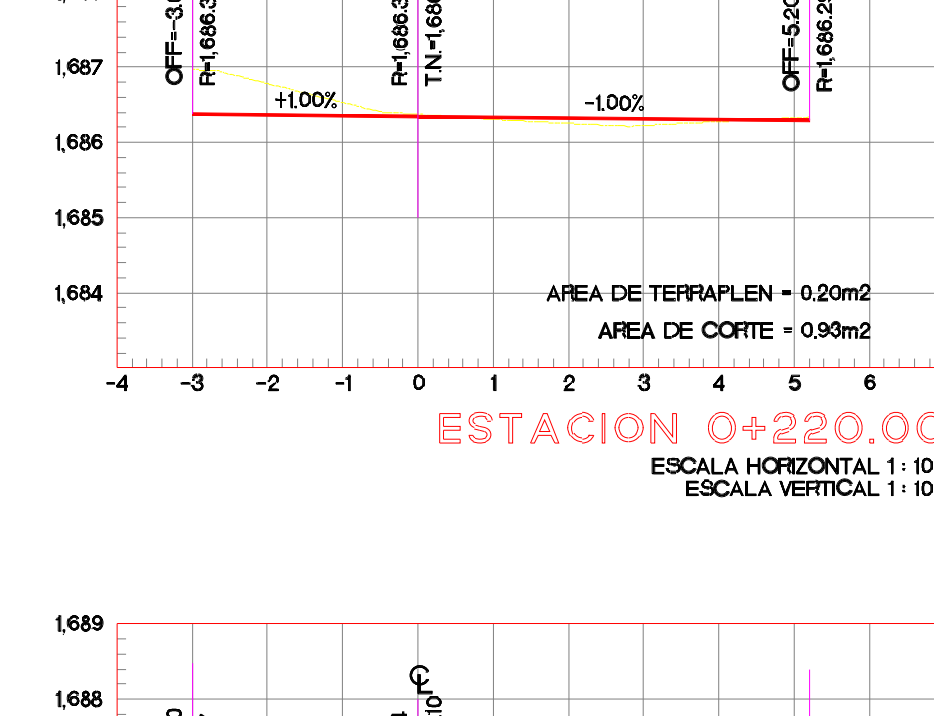 OFF=-3.0
R=1,686.3
R=1,686.3
T.N.=1,686
OFF=5.20
R=1,686.29
1,687
+1.00%
-1.00%
1,686
1,685
1,684
AREA DE TERRAPLEN = 0.20m2
AREA DE CORTE = 0.93m2
-4 -3 -2 -1 0 1 2 3 4 5 6
ESTACION 0+220.00
ESCALA HORIZONTAL 1 : 10
ESCALA VERTICAL 1 : 10
1,689
1,688